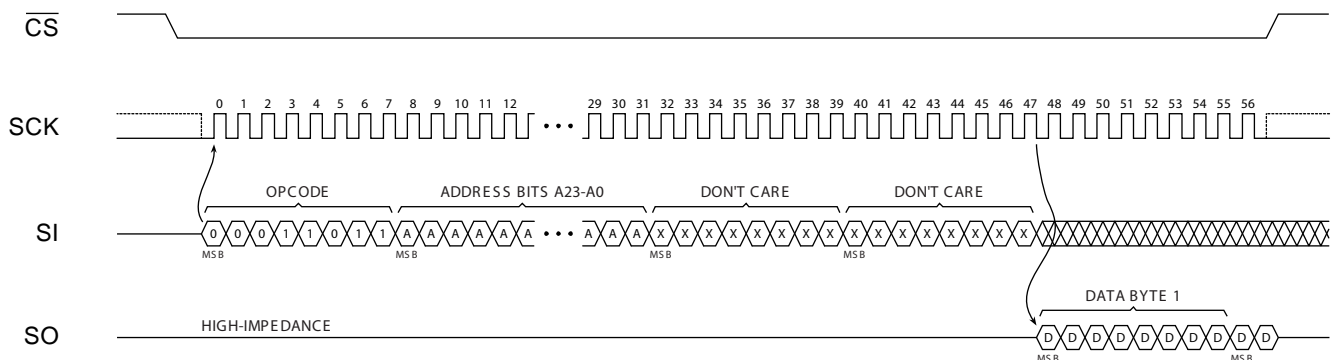 CS
SCK
0 1 2 3 4 5 6 7 8 9 10 11 12 ••• 29 30 31 32 33 34 35 36 37 38 39 40 41 42 43 44 45 46 47 48 49 50 51 52 53 54 55 56
OPCODE ADDRESS BITS A23-A0 DON'T CARE DON'T CARE
SI
0 0 0 1 1 0 1 1 A A A A A A ••• A A A X X X X X X X X X X X X X X X X
MSB MSB MSB MSB
DATA BYTE 1
SO
HIGH-IMPEDANCE
D D D D D D D D D D
MSB MSB